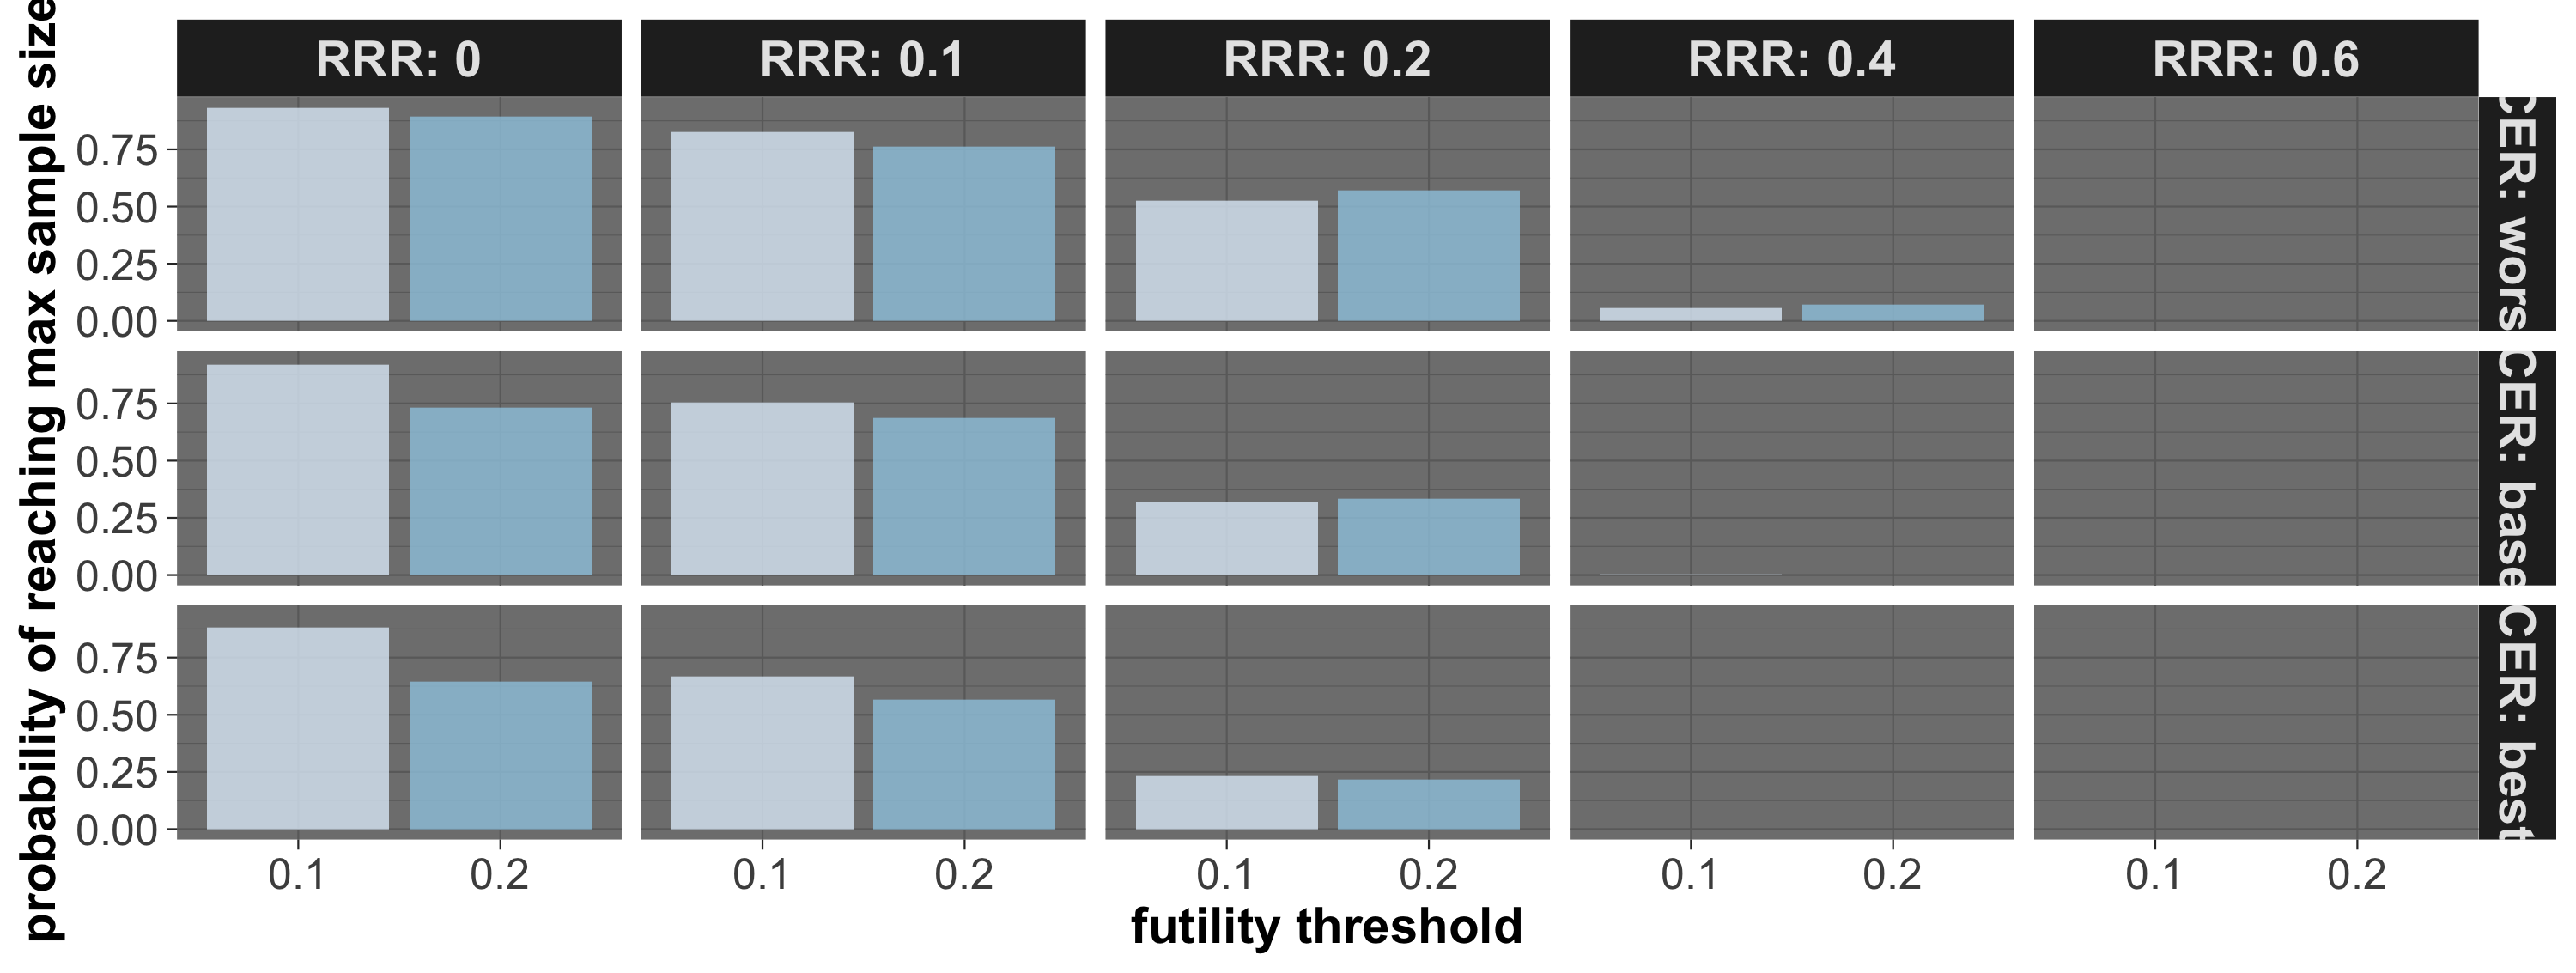 RRR: 0
RRR: 0.1
RRR: 0.2
RRR: 0.4
RRR: 0.6
probability of reaching max sample size
0.75
0.50
0.25
0.00
CER: wors
0.75
0.50
0.25
0.00
CER: base
0.75
0.50
0.25
0.00
CER: best
0.1
0.2
0.1
0.2
0.1
0.2
0.1
0.2
0.1
0.2
futility threshold